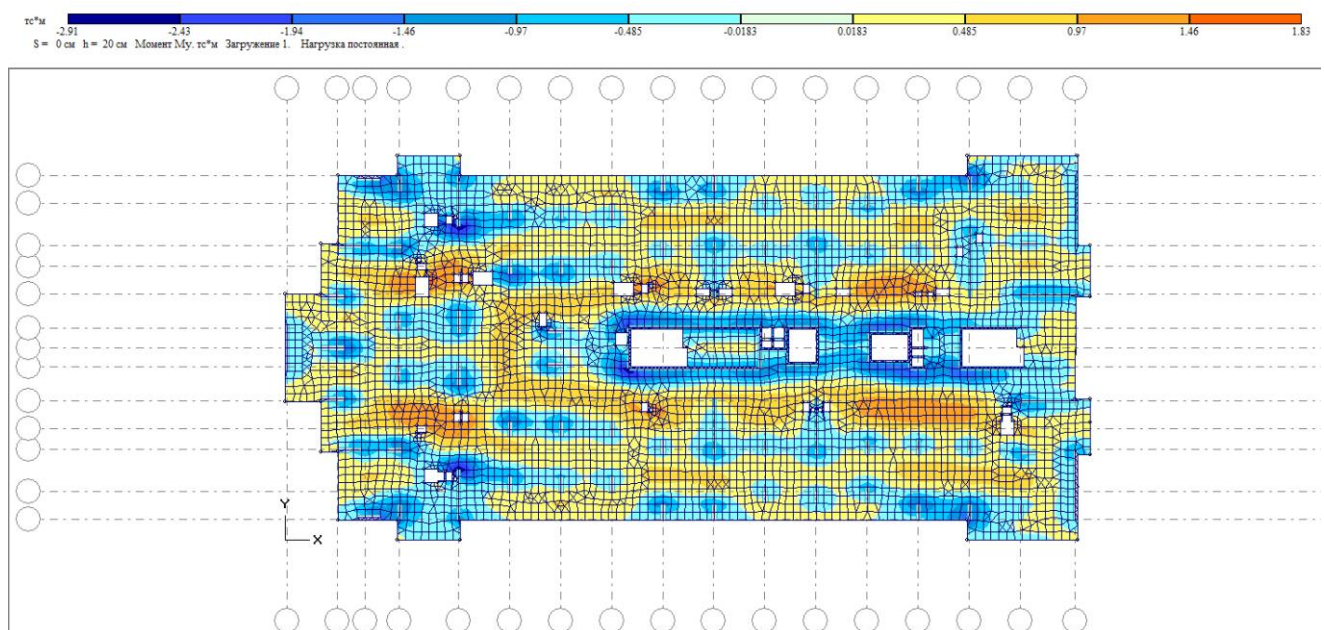 тс*м -2.91 -2.43 -1.94 -1.46 -0.97 -0.485 -0.0183 0.0183 0.485 0.97 1.46 1.83
S = 0 см h = 20 см Момент Му. тс*м Загружение 1. Нагрузка постоянная .
Y
X